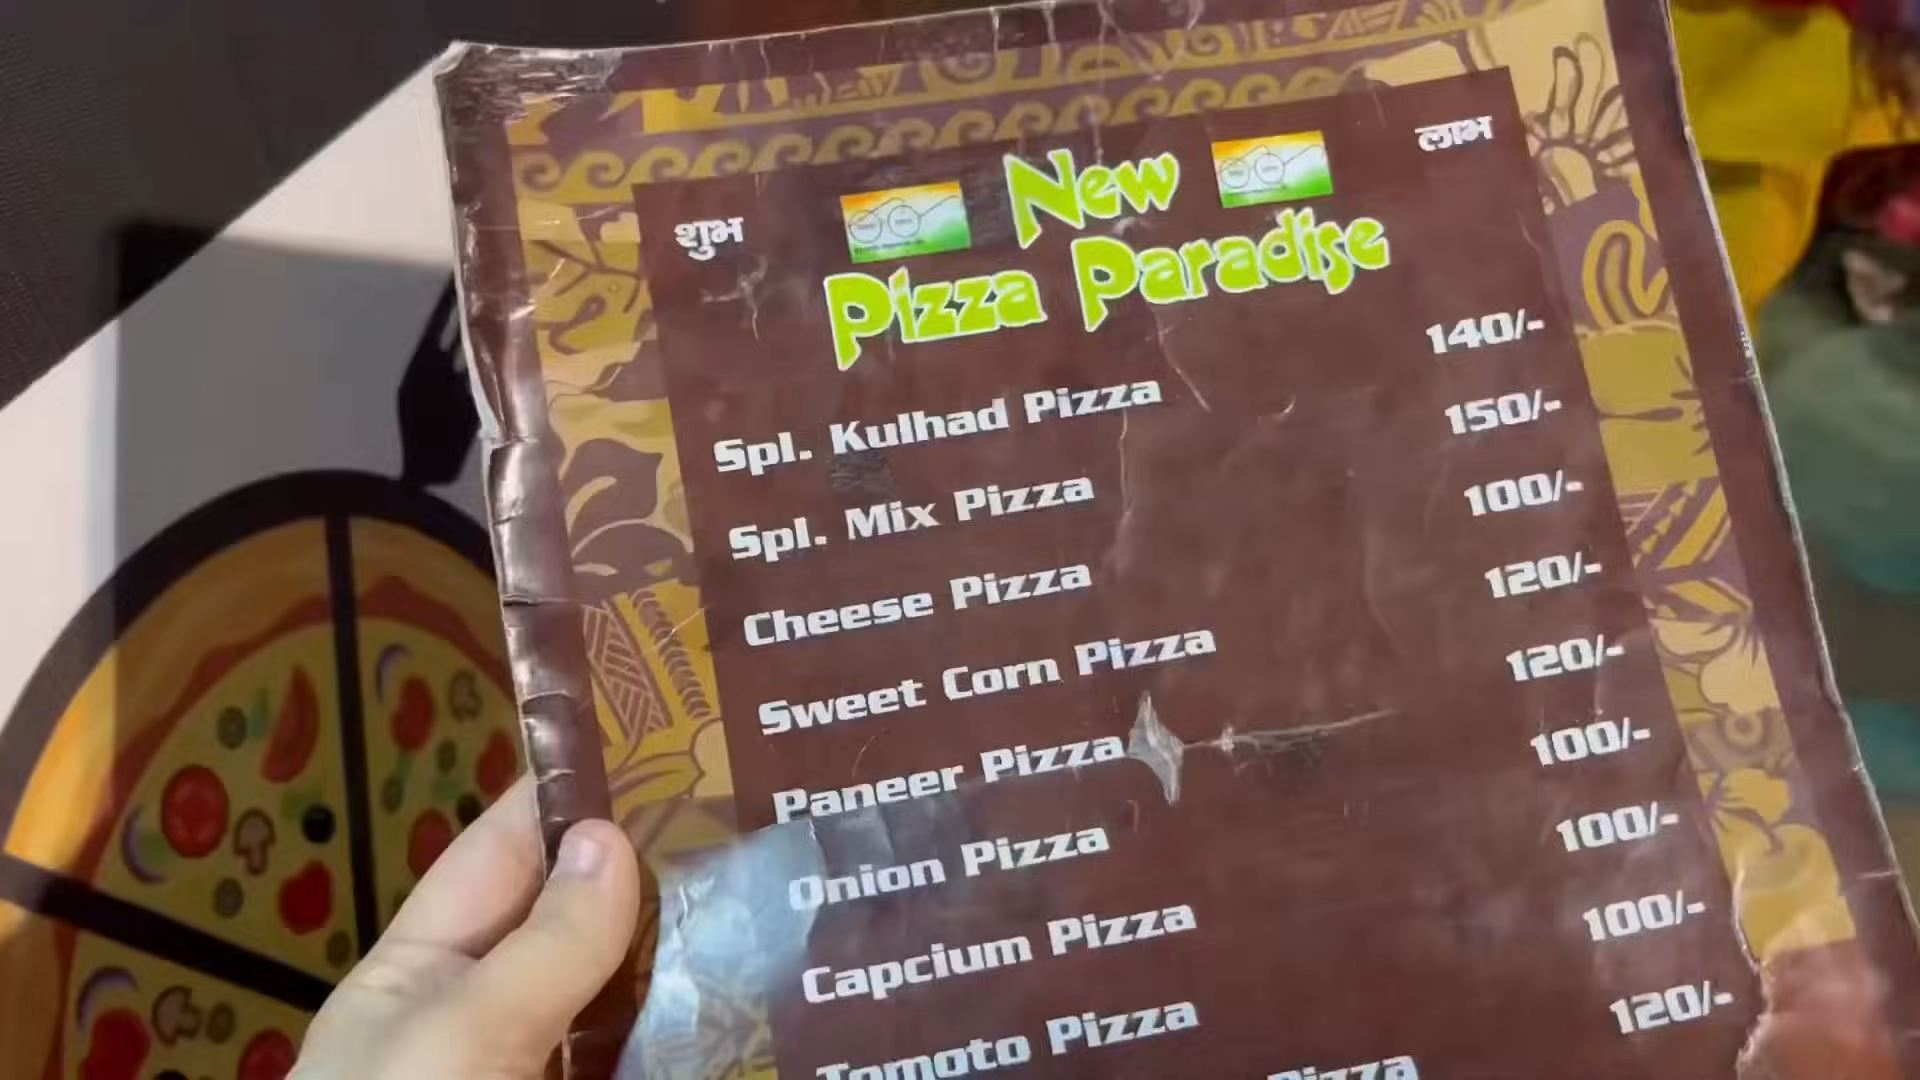 शुभ लाभ
New
Pizza Paradise
Spl. Kulhad Pizza 140/-
Spl. Mix Pizza 150/-
Cheese Pizza 100/-
Sweet Corn Pizza 120/-
Paneer Pizza 120/-
Onion Pizza 100/-
Capcium Pizza 100/-
Tomoto Pizza 100/-
Pizza 120/-